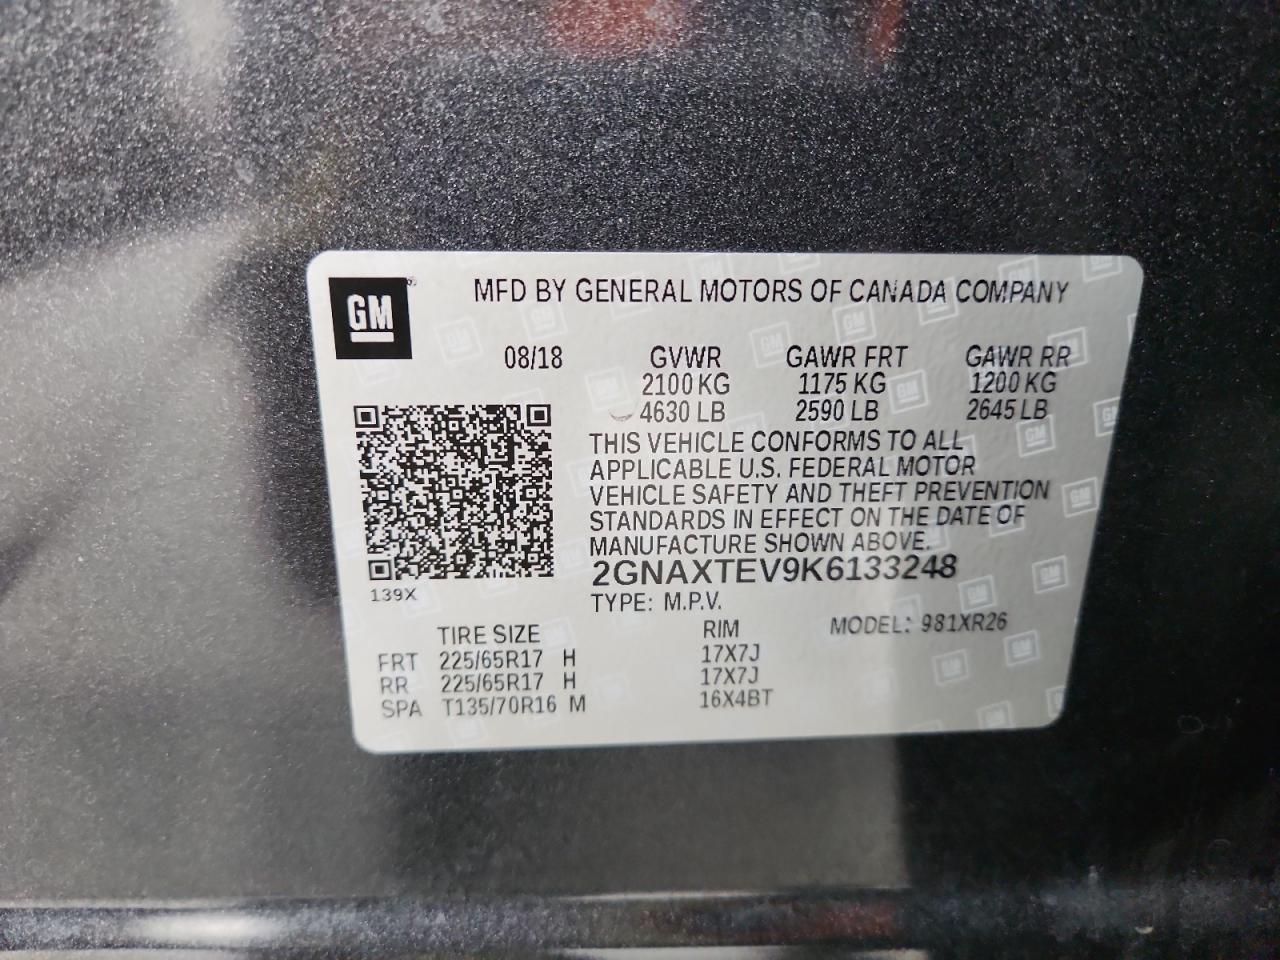 GM
MFD BY GENERAL MOTORS OF CANADA COMPANY
08/18 GVWR GAWR FRT GAWR RR
2100 KG 1175 KG 1200 KG
4630 LB 2590 LB 2645 LB
THIS VEHICLE CONFORMS TO ALL
APPLICABLE U.S. FEDERAL MOTOR
VEHICLE SAFETY AND THEFT PREVENTION
STANDARDS IN EFFECT ON THE DATE OF
MANUFACTURE SHOWN ABOVE.
2GNAXTEV9K6133248
139X
TYPE: M.P.V.
TIRE SIZE RIM MODEL: 981XR26
FRT 225/65R17 H 17X7J
RR 225/65R17 H 17X7J
SPA T135/70R16 M 16X4BT